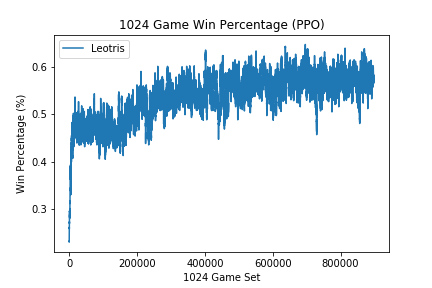 1024 Game Win Percentage (PPO)
Leotris
Win Percentage (%)
0.6
0.5
0.4
0.3
0 200000 400000 600000 800000
1024 Game Set